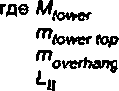 где M_tower
m_tower top
m_overhang
L_II